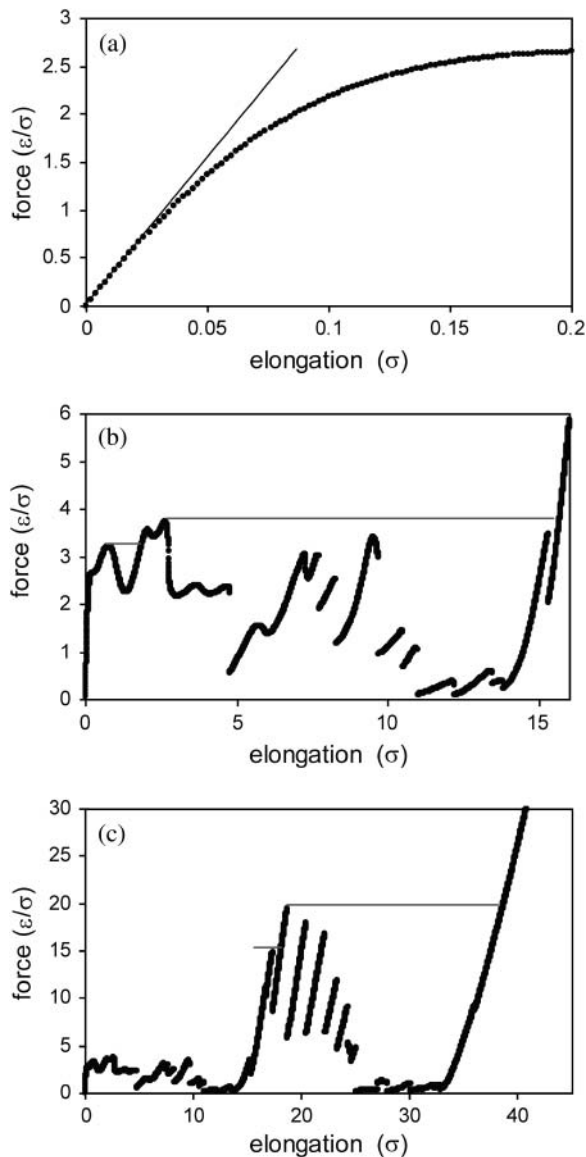 (a)
3
2.5
2
1.5
1
0.5
0
force (ε/σ)
0 0.05 0.1 0.15 0.2
elongation (σ)
(b)
6
5
4
3
2
1
0
force (ε/σ)
0 5 10 15
elongation (σ)
(c)
30
25
20
15
10
5
0
force (ε/σ)
0 10 20 30 40
elongation (σ)